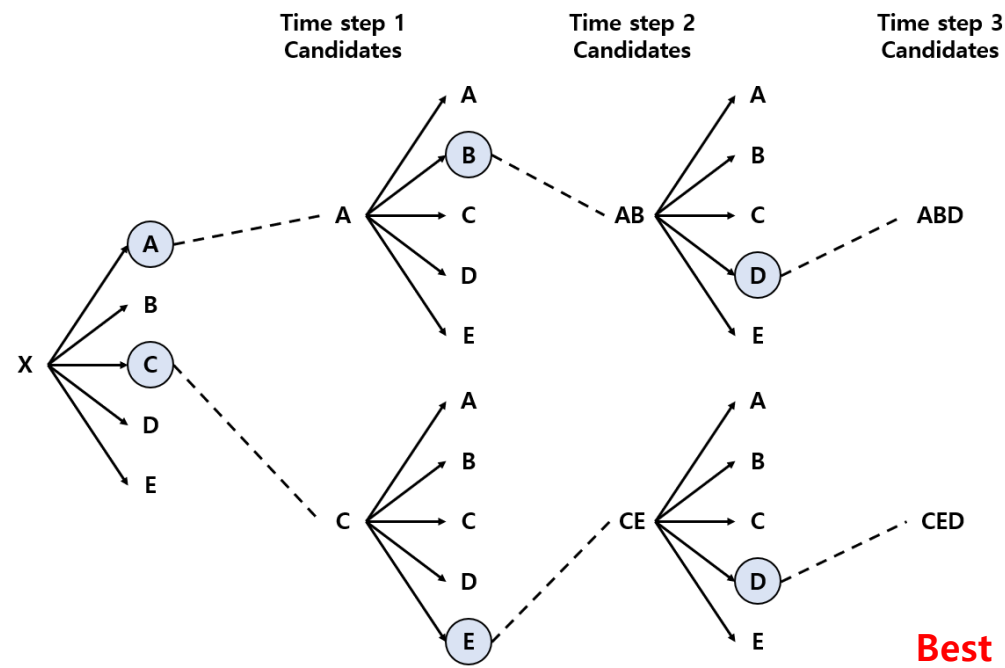 Time step 1
Candidates
Time step 2
Candidates
Time step 3
Candidates
X
A
B
C
D
E
A
A
B
C
D
E
AB
A
B
C
D
E
ABD
C
A
B
C
D
E
CE
A
B
C
D
E
CED
Best